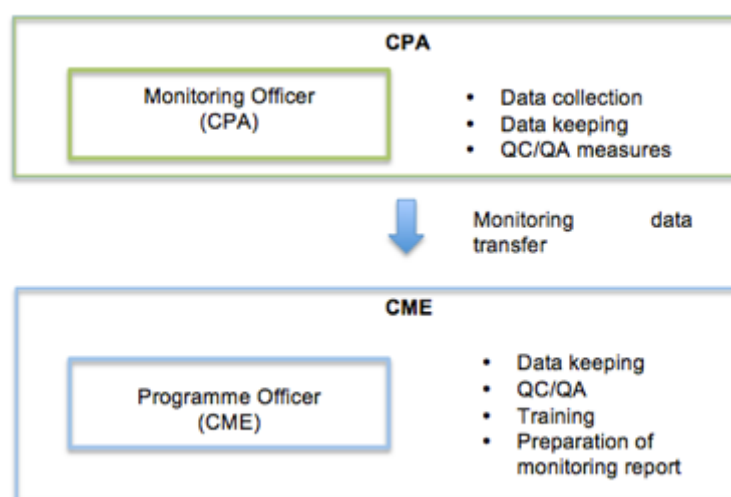 CPA
Monitoring Officer
(CPA)
• Data collection
• Data keeping
• QC/QA measures
Monitoring data
transfer
CME
Programme Officer
(CME)
• Data keeping
• QC/QA
• Training
• Preparation of
monitoring report